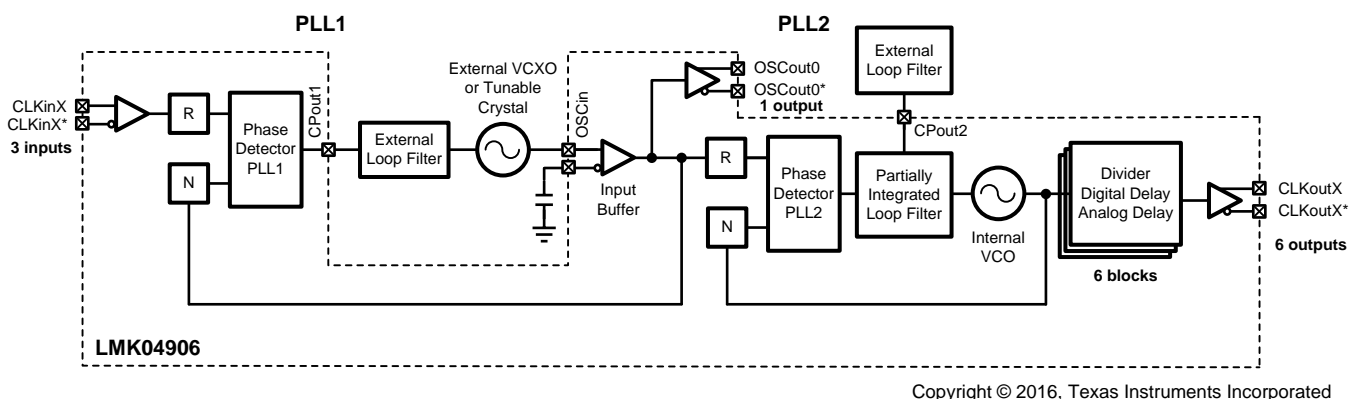 PLL1
PLL2
CLKinX
CLKinX*
3 inputs
R
N
Phase
Detector
PLL1
CPout1
External
Loop Filter
External VCXO
or Tunable
Crystal
OSCin
Input
Buffer
OSCout0
OSCout0*
1 output
External
Loop Filter
CPout2
R
N
Phase
Detector
PLL2
Partially
Integrated
Loop Filter
Internal
VCO
Divider
Digital Delay
Analog Delay
6 blocks
CLKoutX
CLKoutX*
6 outputs
LMK04906
Copyright © 2016, Texas Instruments Incorporated